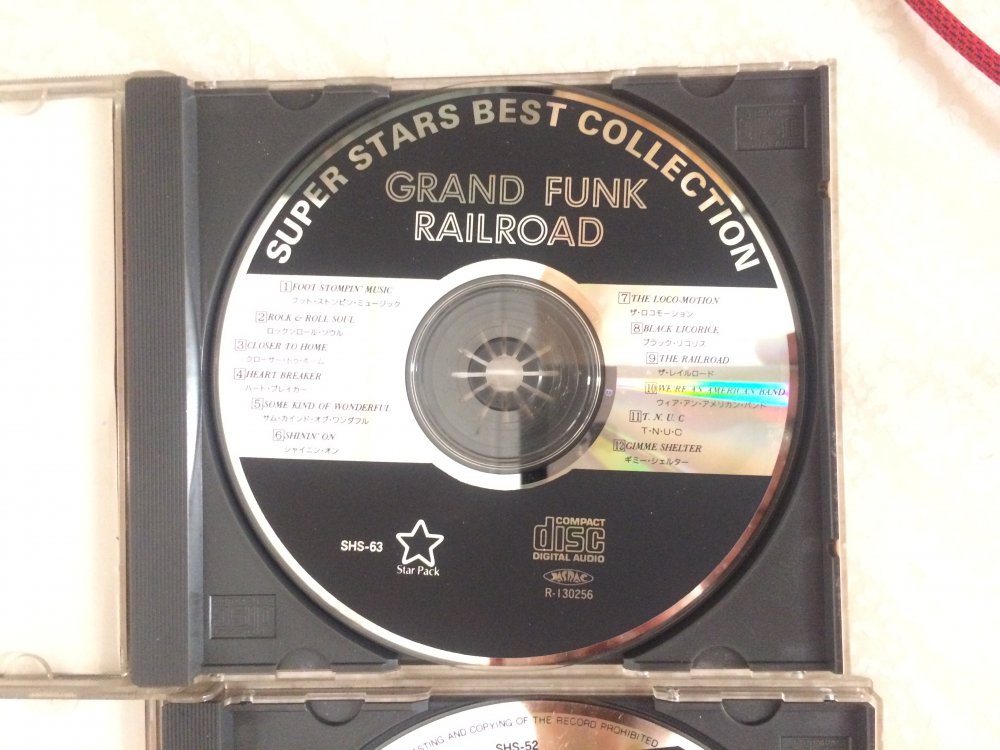 SUPER STARS BEST COLLECTION
GRAND FUNK
RAILROAD
1 FOOT STOMPIN' MUSIC
フット・ストンピン・ミュージック
2 ROCK & ROLL SOUL
ロックンロール・ソウル
3 CLOSER TO HOME
クローサー・トゥ・ホーム
4 HEART BREAKER
ハート・ブレイカー
5 SOME KIND OF WONDERFUL
サム・カインド・オブ・ワンダフル
6 SHININ' ON
シャイニン・オン
7 THE LOCO-MOTION
ザ・ロコモーション
8 BLACK LICORICE
ブラック・リコリス
9 THE RAILROAD
ザ・レイルロード
10 WE'RE AN AMERICAN BAND
ウィア・アン・アメリカン・バンド
11 T. N. U. C
T・N・U・C
12 GIMME SHELTER
ギミー・シェルター
SHS-63
Star Pack
COMPACT
disc
DIGITAL AUDIO
JASRAC
R-130256
AND COPYING OF THE RECORD PROHIBITED
SHS-52